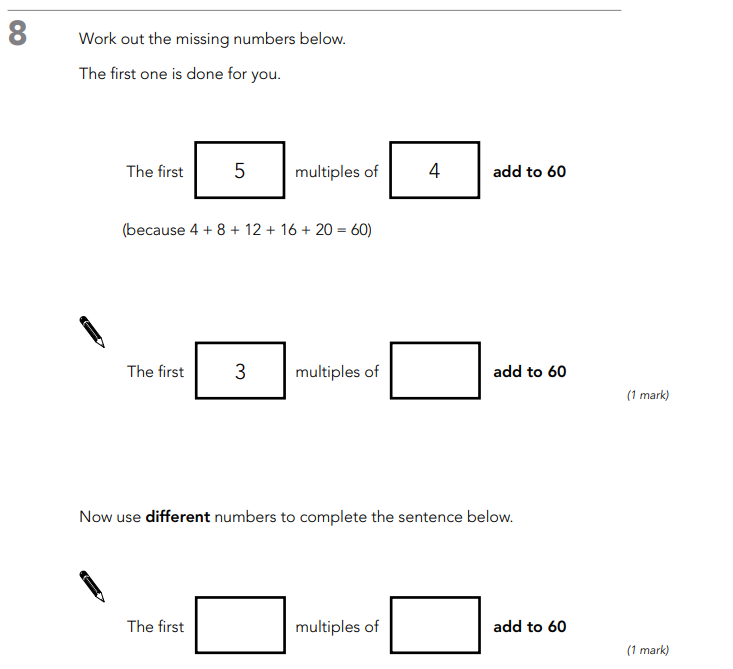 8
Work out the missing numbers below.
The first one is done for you.
The first 5 multiples of 4 add to 60
(because 4 + 8 + 12 + 16 + 20 = 60)
The first 3 multiples of add to 60
(1 mark)
Now use different numbers to complete the sentence below.
The first multiples of add to 60
(1 mark)